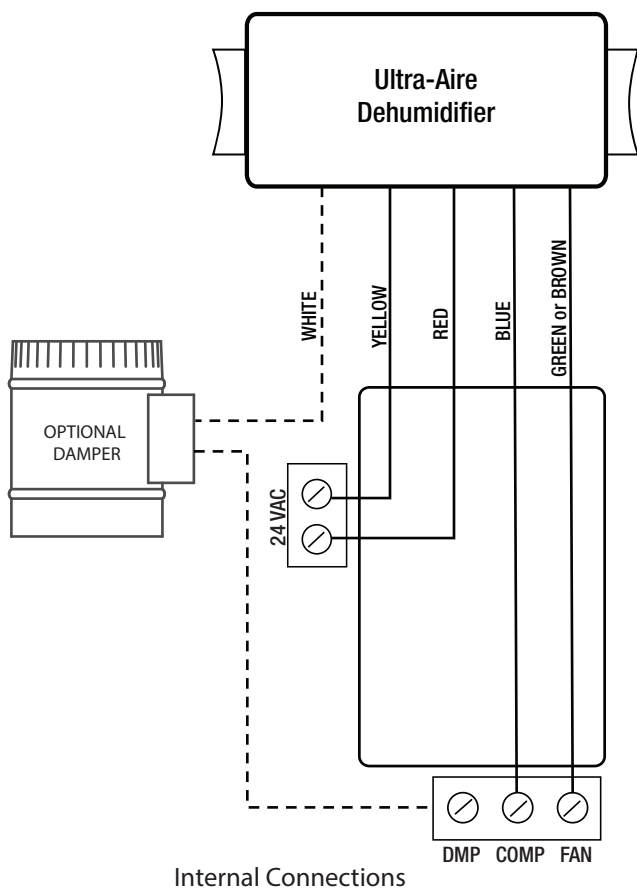 Ultra-Aire
Dehumidifier
WHITE
YELLOW
RED
BLUE
GREEN or BROWN
OPTIONAL
DAMPER
24 VAC
DMP COMP FAN
Internal Connections